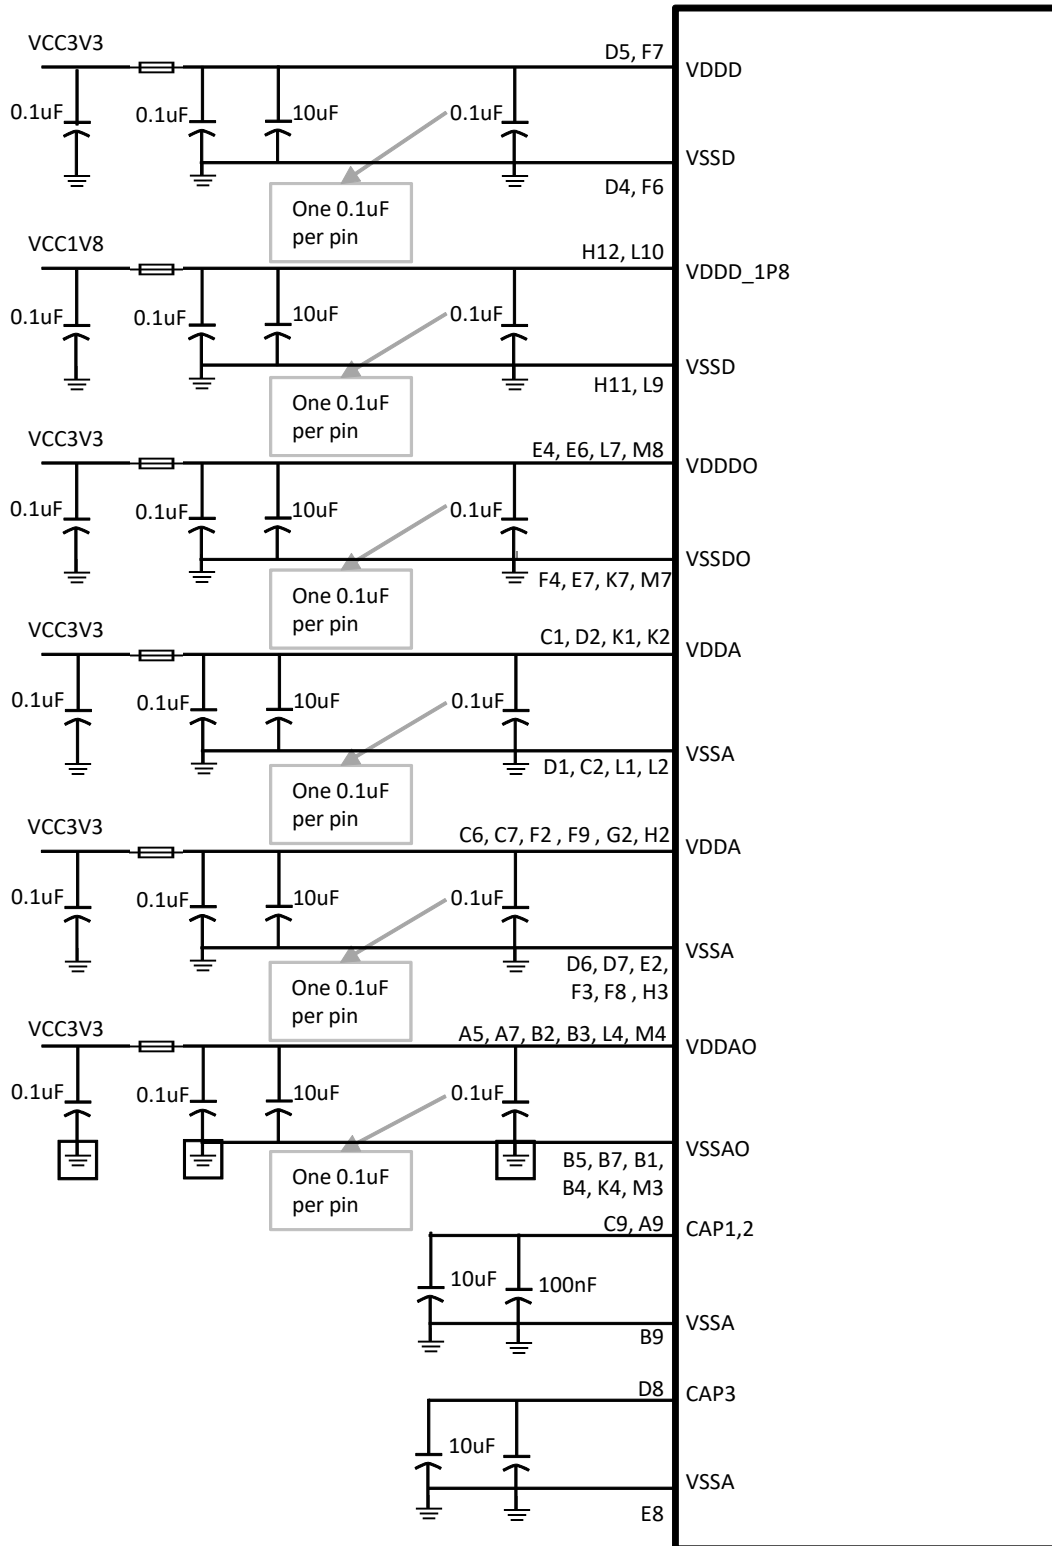 VCC3V3
D5, F7
VDDD
0.1uF
0.1uF
10uF
0.1uF
VSSD
D4, F6
One 0.1uF
per pin
VCC1V8
H12, L10
VDDD_1P8
0.1uF
0.1uF
10uF
0.1uF
VSSD
H11, L9
One 0.1uF
per pin
VCC3V3
E4, E6, L7, M8
VDDDO
0.1uF
0.1uF
10uF
0.1uF
VSSDO
F4, E7, K7, M7
One 0.1uF
per pin
VCC3V3
C1, D2, K1, K2
VDDA
0.1uF
0.1uF
10uF
0.1uF
VSSA
D1, C2, L1, L2
One 0.1uF
per pin
VCC3V3
C6, C7, F2 , F9 , G2, H2
VDDA
0.1uF
0.1uF
10uF
0.1uF
VSSA
D6, D7, E2,
F3, F8 , H3
One 0.1uF
per pin
VCC3V3
A5, A7, B2, B3, L4, M4
VDDAO
0.1uF
0.1uF
10uF
0.1uF
VSSAO
B5, B7, B1,
B4, K4, M3
One 0.1uF
per pin
C9, A9
CAP1,2
10uF
100nF
VSSA
B9
D8
CAP3
10uF
VSSA
E8